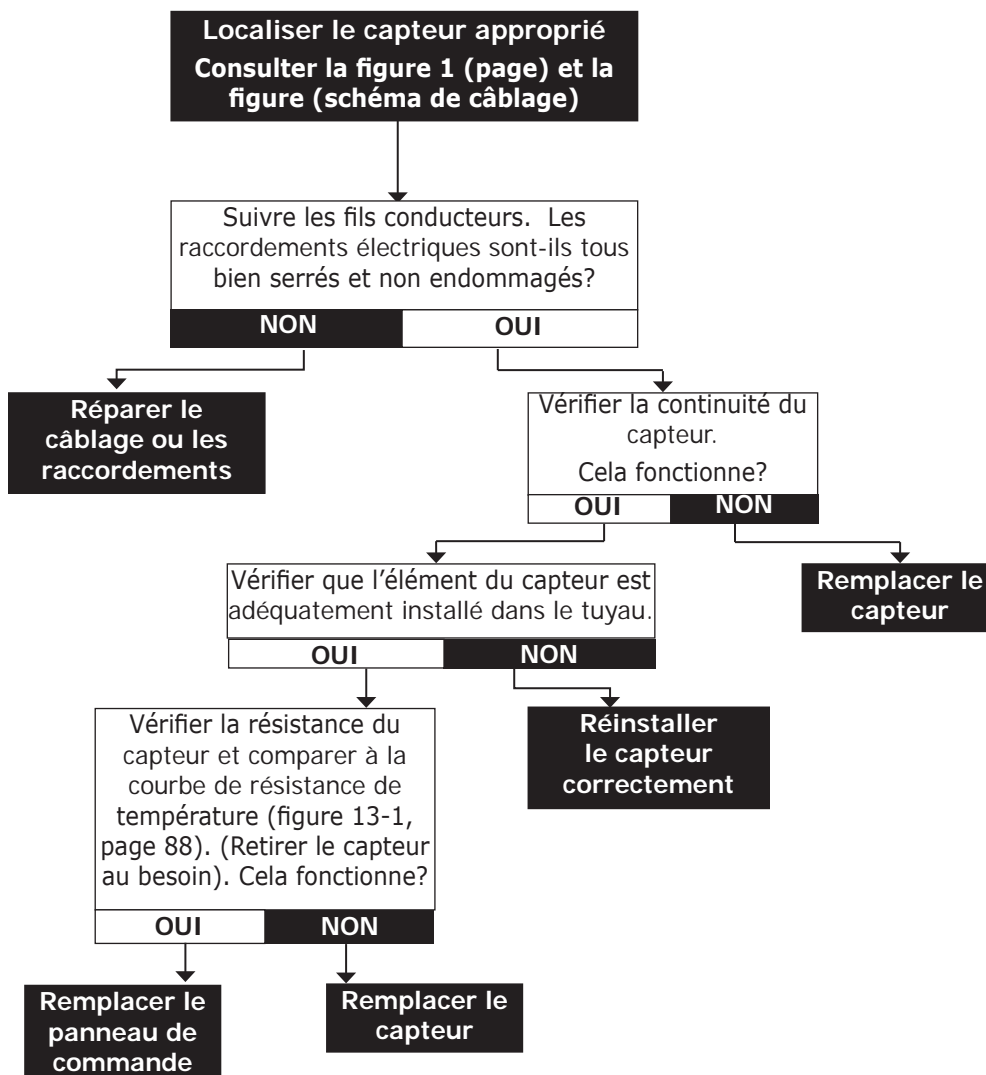 Localiser le capteur approprié
Consulter la figure 1 (page) et la
figure (schéma de câblage)
Suivre les fils conducteurs. Les
raccordements électriques sont-ils tous
bien serrés et non endommagés?
NON
OUI
Réparer le
câblage ou les
raccordements
Vérifier la continuité du
capteur.
Cela fonctionne?
OUI
NON
Vérifier que l'élément du capteur est
adéquatement installé dans le tuyau.
OUI
NON
Remplacer le
capteur
Vérifier la résistance du
capteur et comparer à la
courbe de résistance de
température (figure 13-1,
page 88). (Retirer le capteur
au besoin). Cela fonctionne?
OUI
NON
Réinstaller
le capteur
correctement
Remplacer le
panneau de
commande
Remplacer le
capteur